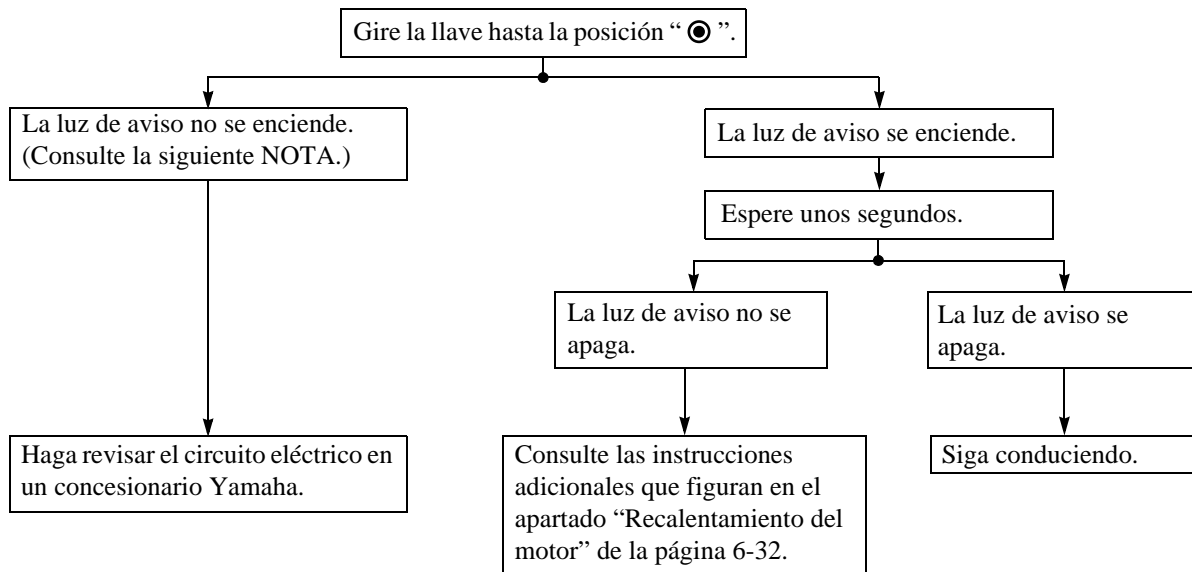 Gire la llave hasta la posición “ ”.
La luz de aviso no se enciende.
(Consulte la siguiente NOTA.)
La luz de aviso se enciende.
Espere unos segundos.
La luz de aviso no se
apaga.
La luz de aviso se
apaga.
Haga revisar el circuito eléctrico en
un concesionario Yamaha.
Consulte las instrucciones
adicionales que figuran en el
apartado “Recalentamiento del
motor” de la página 6-32.
Siga conduciendo.